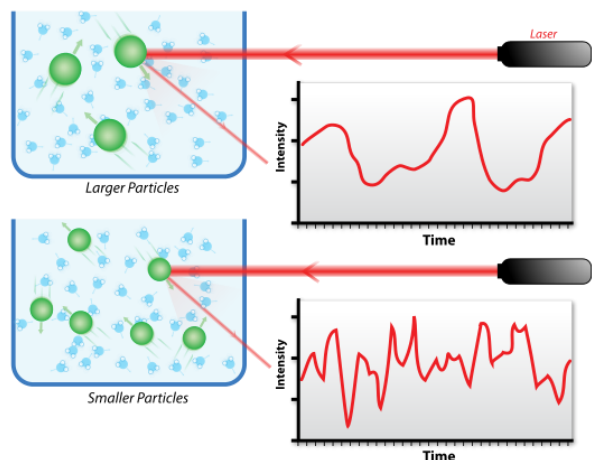 Laser
Intensity
Larger Particles
Time
Intensity
Smaller Particles
Time